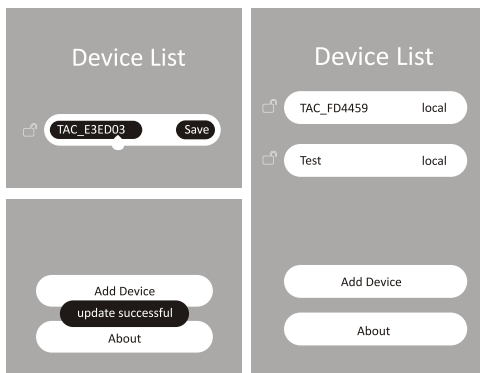 Device List
TAC_E3ED03 Save
Add Device
update successful
About
Device List
TAC_FD4459 local
Test local
Add Device
About